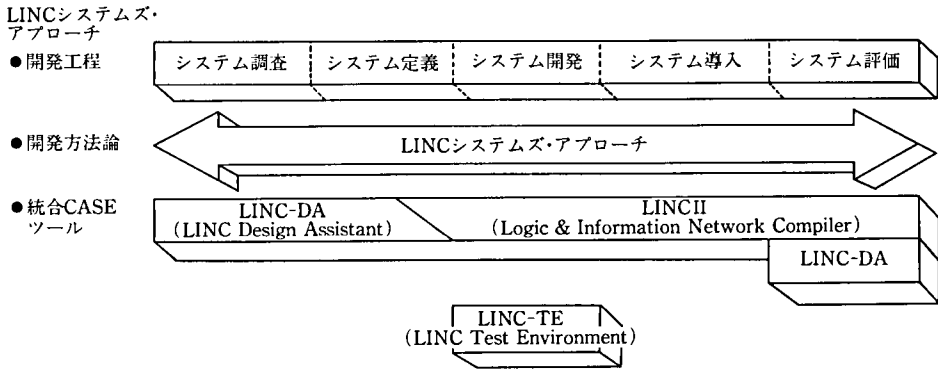 LINCシステムズ・
アプローチ
●開発工程
システム調査
システム定義
システム開発
システム導入
システム評価
●開発方法論
LINCシステムズ・アプローチ
●統合CASE
ツール
LINC-DA
(LINC Design Assistant)
LINCII
(Logic & Information Network Compiler)
LINC-DA
LINC-TE
(LINC Test Environment)